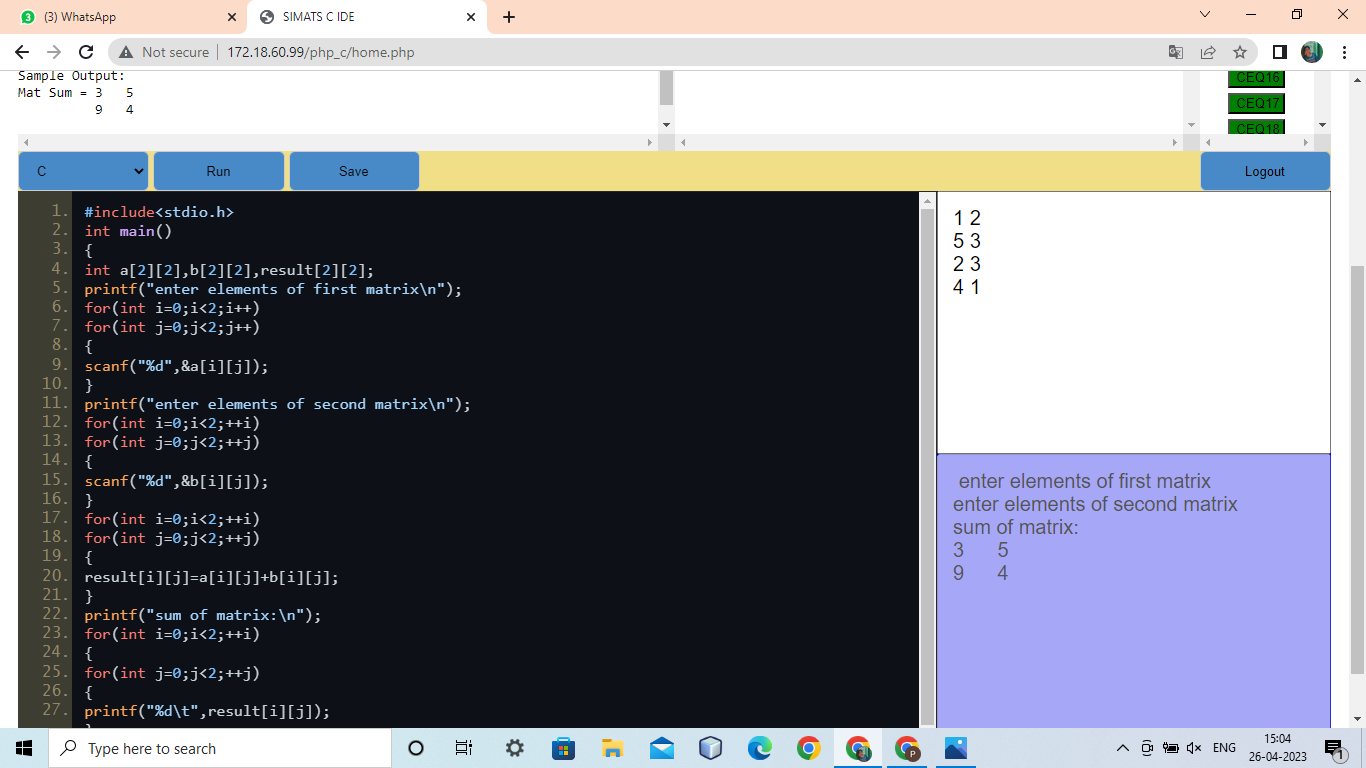 (3) WhatsApp
SIMATS C IDE
Not secure
172.18.60.99/php_c/home.php
Sample Output:
Mat Sum = 3 5
9 4
CEQ16
CEQ17
CEQ18
C
Run
Save
Logout
1. #include<stdio.h>
2. int main()
3. {
4. int a[2][2],b[2][2],result[2][2];
5. printf("enter elements of first matrix\n");
6. for(int i=0;i<2;i++)
7. for(int j=0;j<2;j++)
8. {
9. scanf("%d",&a[i][j]);
10. }
11. printf("enter elements of second matrix\n");
12. for(int i=0;i<2;++i)
13. for(int j=0;j<2;++j)
14. {
15. scanf("%d",&b[i][j]);
16. }
17. for(int i=0;i<2;++i)
18. for(int j=0;j<2;++j)
19. {
20. result[i][j]=a[i][j]+b[i][j];
21. }
22. printf("sum of matrix:\n");
23. for(int i=0;i<2;++i)
24. {
25. for(int j=0;j<2;++j)
26. {
27. printf("%d\t",result[i][j]);
1 2
5 3
2 3
4 1
enter elements of first matrix
enter elements of second matrix
sum of matrix:
3 5
9 4
Type here to search
ENG
15:04
26-04-2023
1